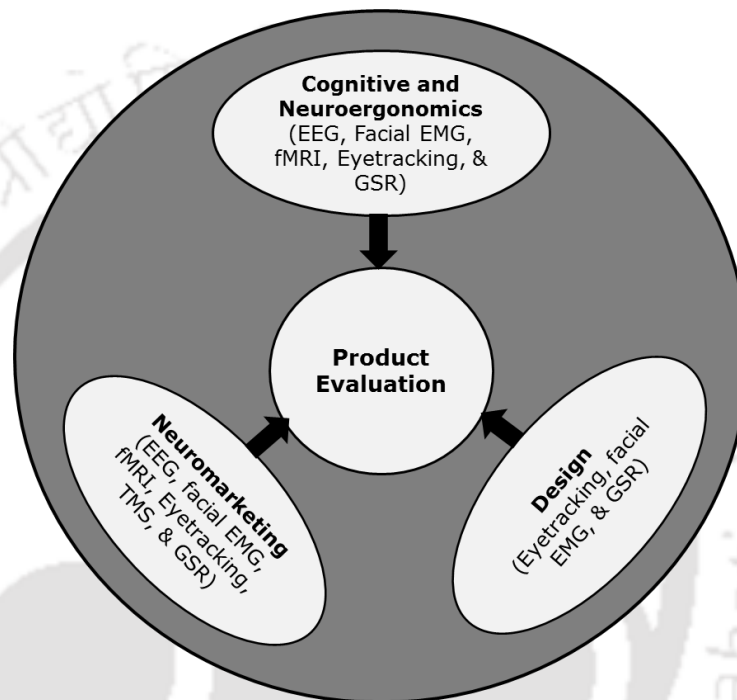 Cognitive and
Neuroergonomics
(EEG, Facial EMG,
fMRI, Eyetracking, &
GSR)
Product
Evaluation
Neuromarketing
(EEG, facial EMG,
fMRI, Eyetracking,
TMS, & GSR)
Design
(Eyetracking, facial
EMG, & GSR)